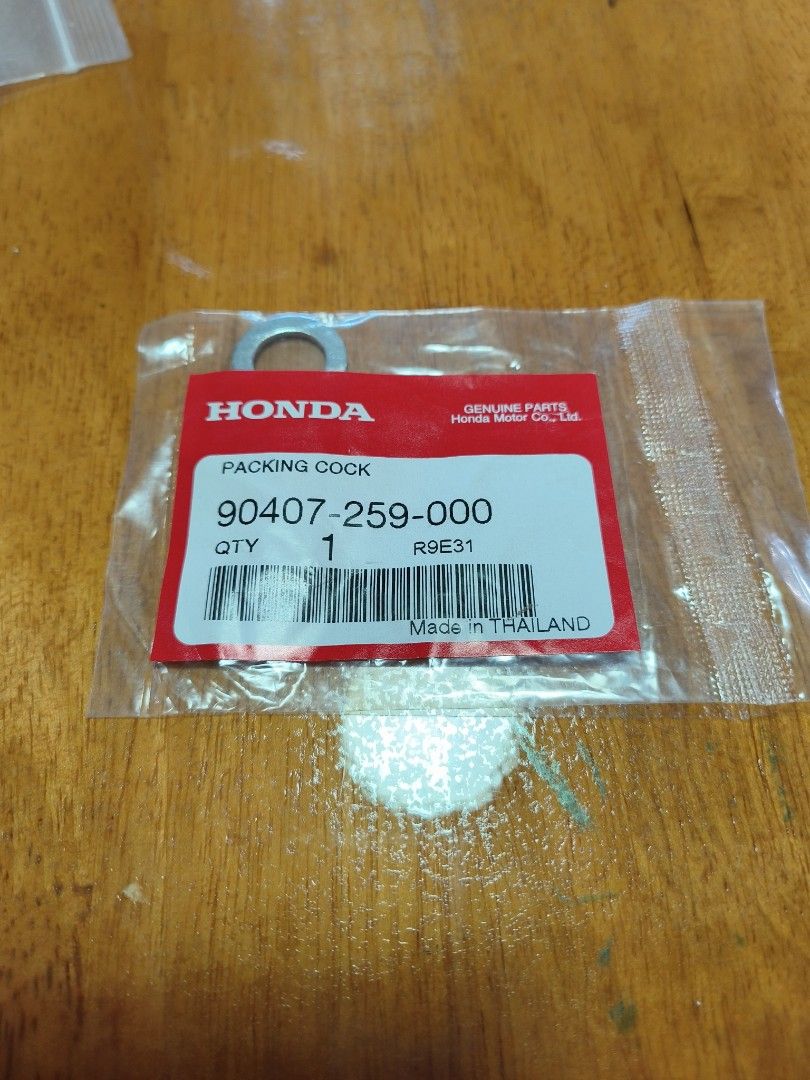 HONDA
GENUINE PARTS
Honda Motor Co., Ltd.
PACKING COCK
90407-259-000
QTY 1 R9E31
Made in THAILAND